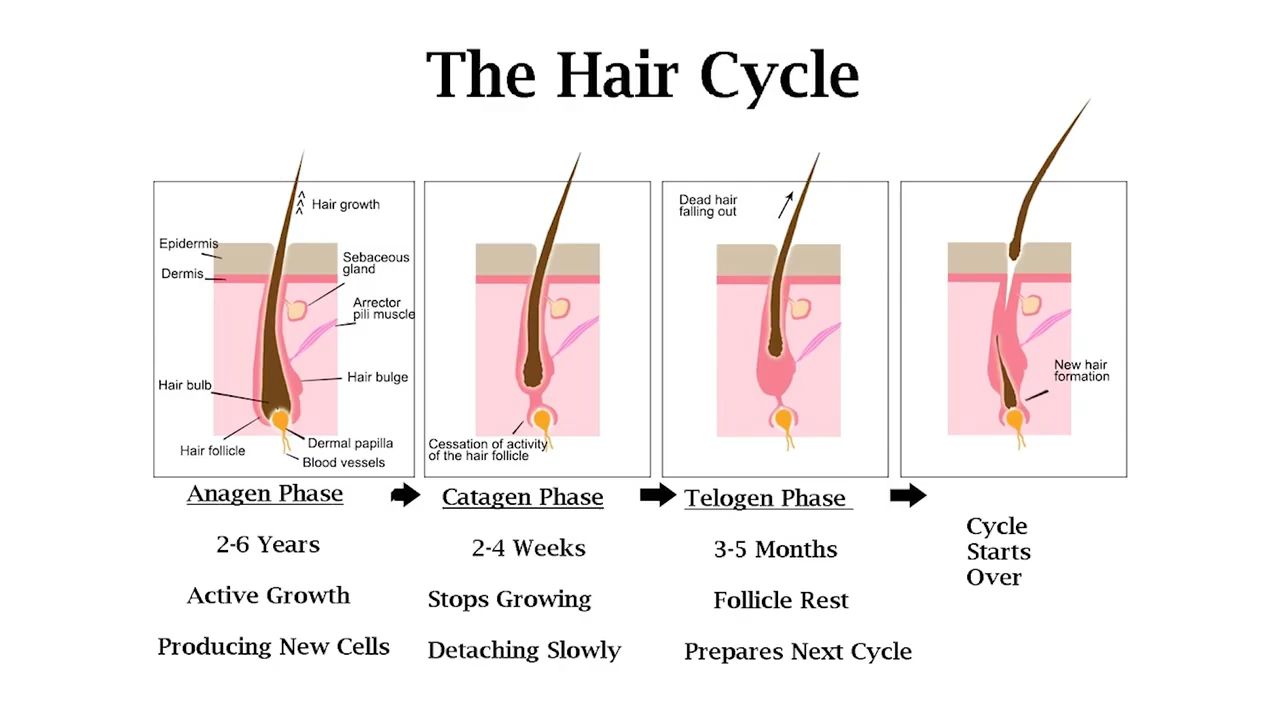 The Hair Cycle
Hair growth
Epidermis
Dermis
Sebaceous
gland
Arrector
pili muscle
Hair bulb
Hair bulge
Hair follicle
Dermal papilla
Blood vessels
Cessation of activity
of the hair follicle
Dead hair
falling out
New hair
formation
Anagen Phase
2-6 Years
Active Growth
Producing New Cells
Catagen Phase
2-4 Weeks
Stops Growing
Detaching Slowly
Telogen Phase
3-5 Months
Follicle Rest
Prepares Next Cycle
Cycle
Starts
Over